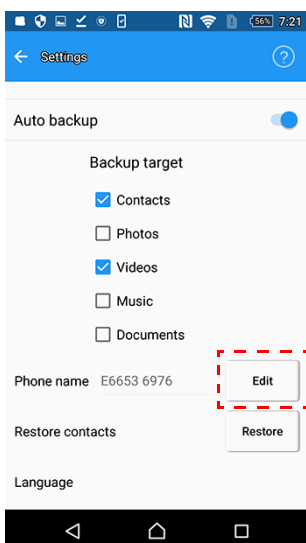 56% 7:21
Settings ?
Auto backup
Backup target
Contacts
Photos
Videos
Music
Documents
Phone name E6653 6976 Edit
Restore contacts Restore
Language